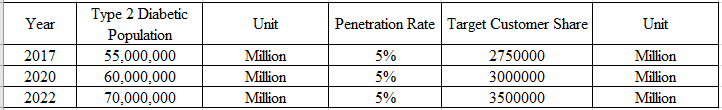 Year Type 2 Diabetic Population Unit Penetration Rate Target Customer Share Unit
2017 55,000,000 Million 5% 2750000 Million
2020 60,000,000 Million 5% 3000000 Million
2022 70,000,000 Million 5% 3500000 Million